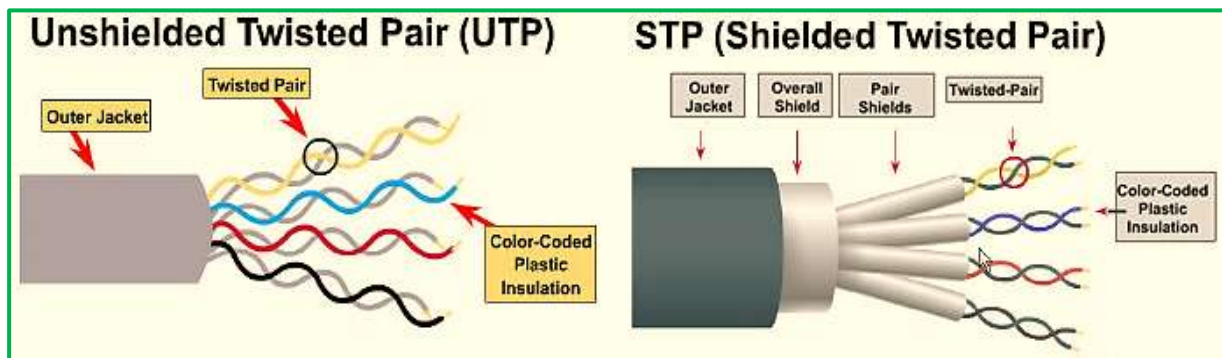 Unshielded Twisted Pair (UTP)
Twisted Pair
Outer Jacket
Color-Coded
Plastic
Insulation
STP (Shielded Twisted Pair)
Outer
Jacket
Overall
Shield
Pair
Shields
Twisted-Pair
Color-Coded
Plastic
Insulation